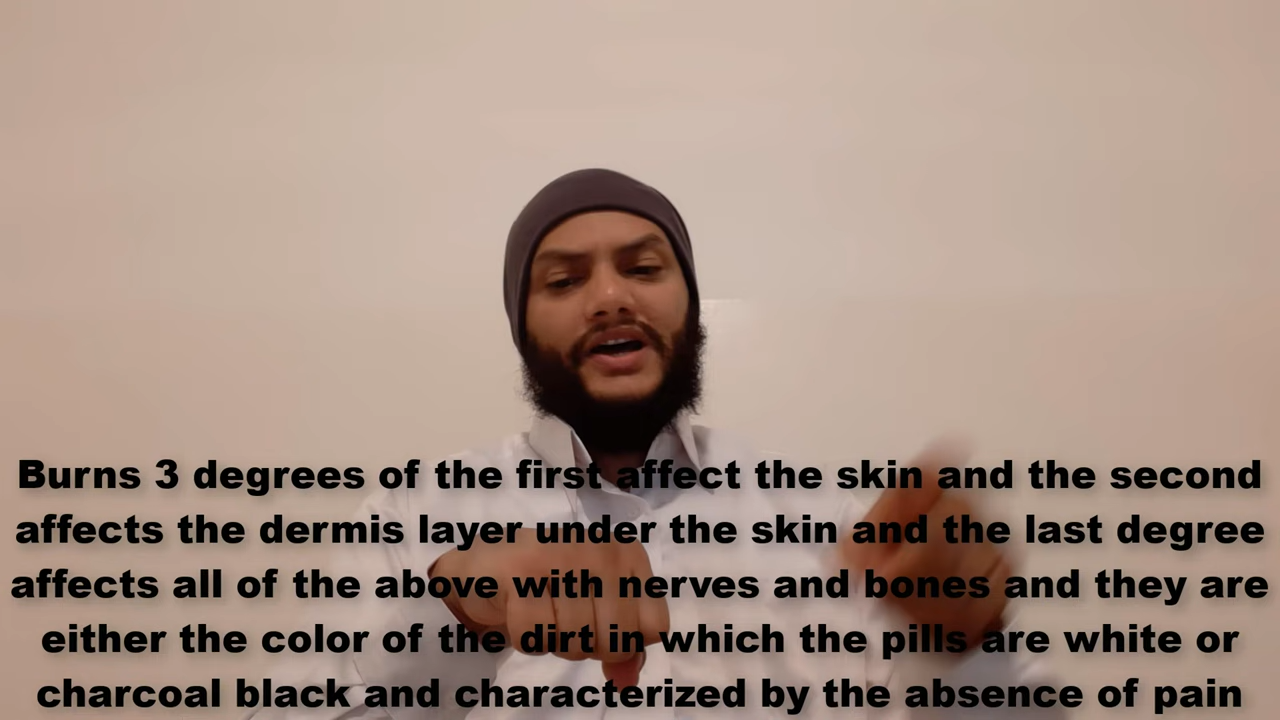 Burns 3 degrees of the first affect the skin and the second
affects the dermis layer under the skin and the last degree
affects all of the above with nerves and bones and they are
either the color of the dirt in which the pills are white or
charcoal black and characterized by the absence of pain